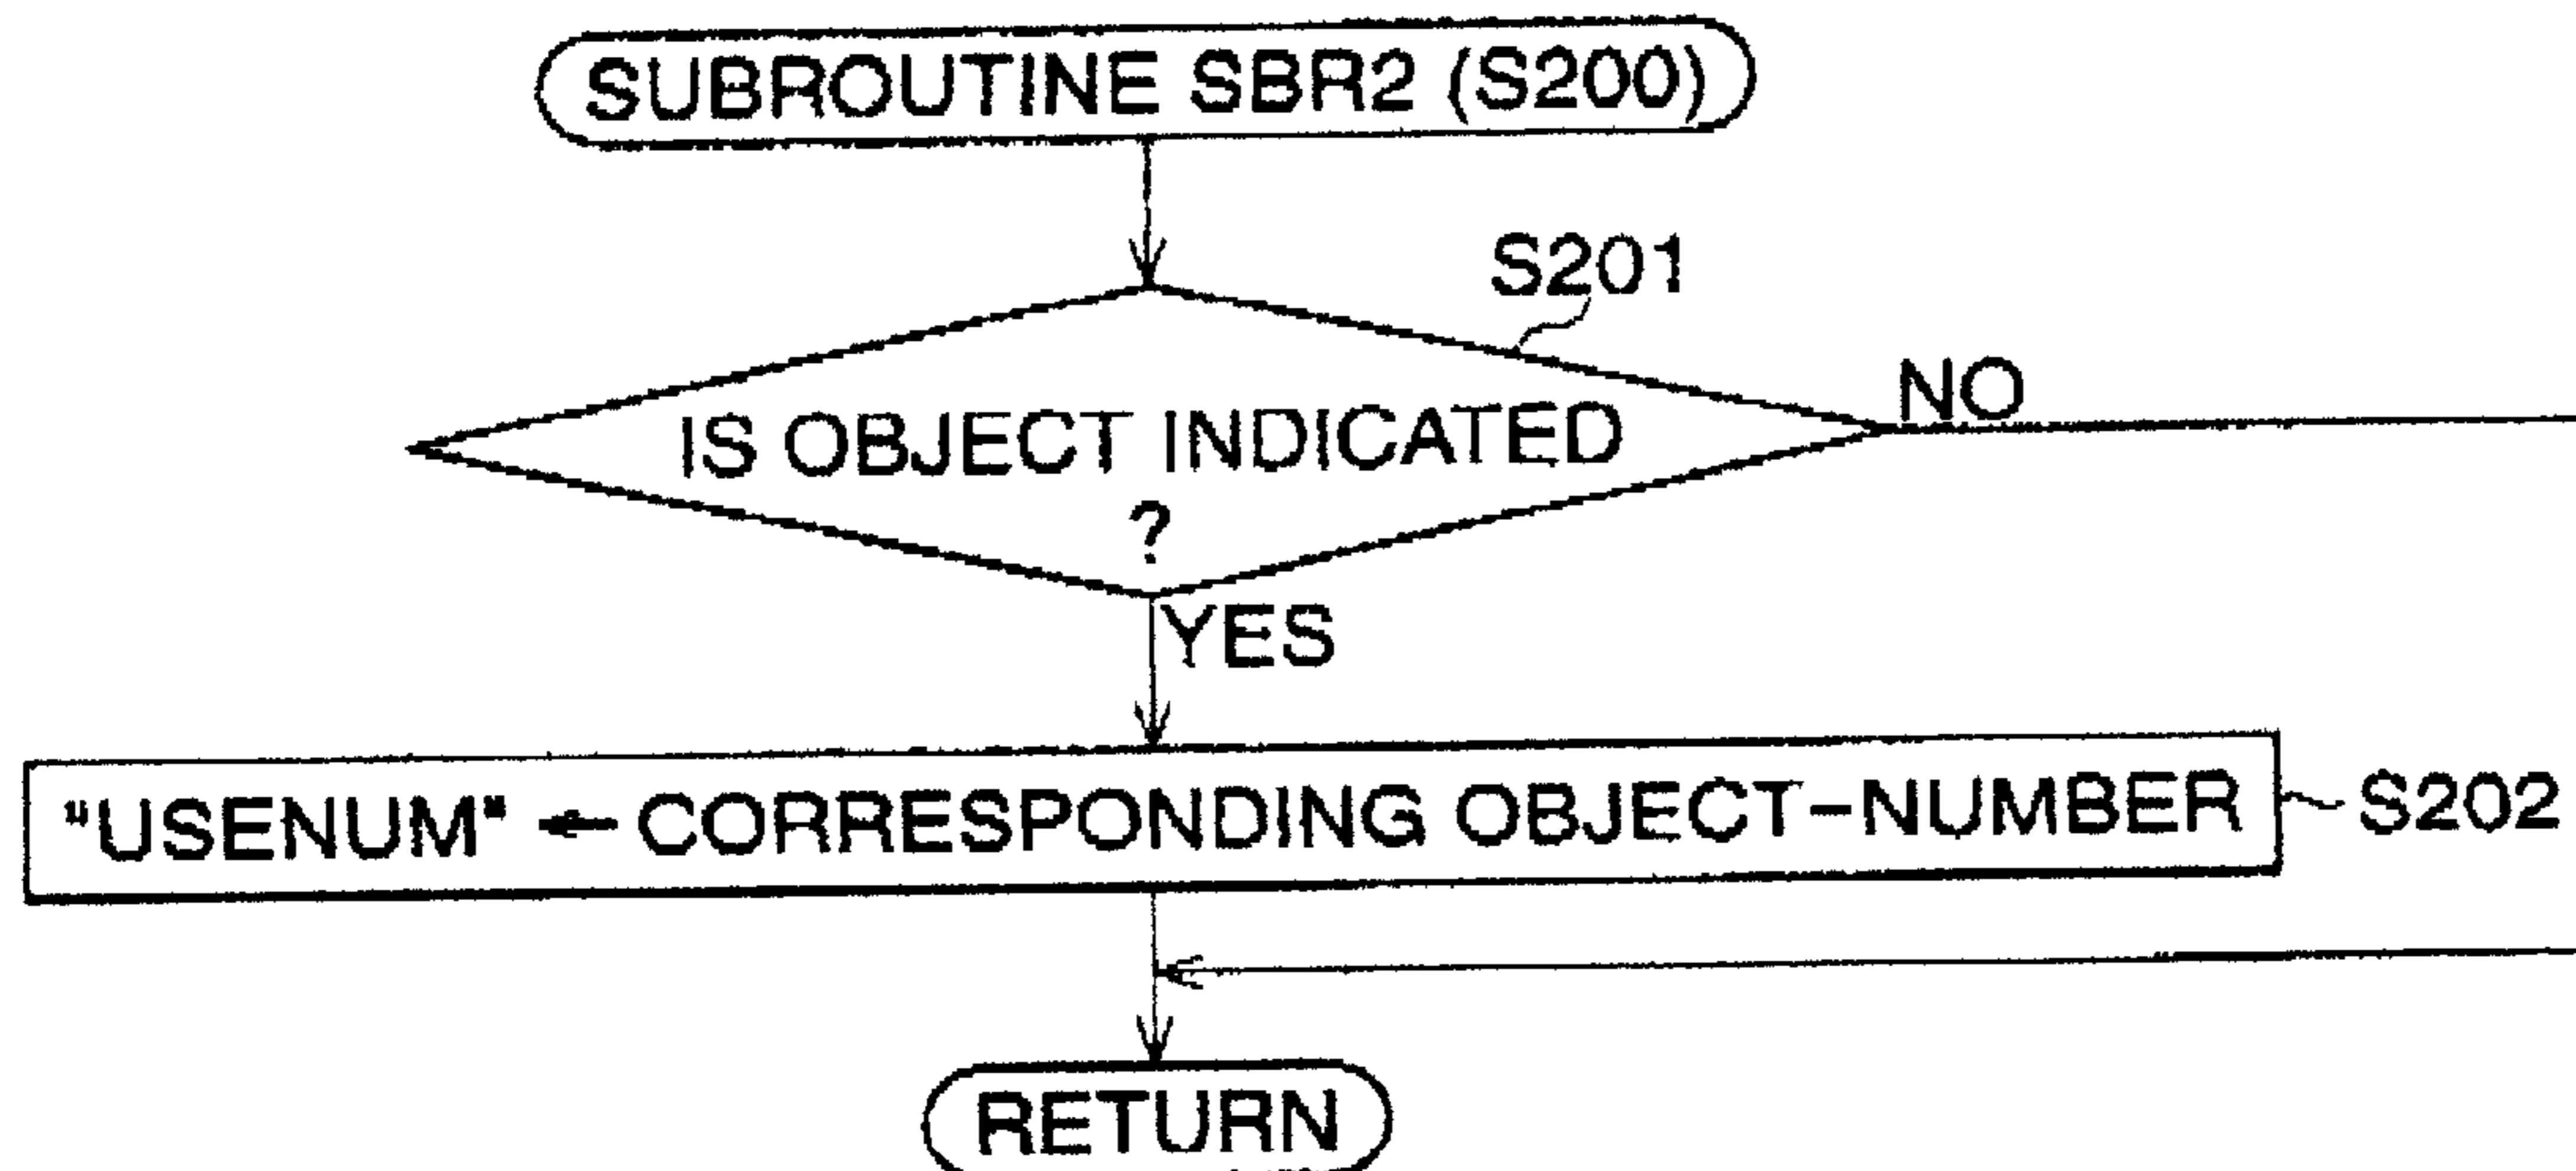 SUBROUTINE SBR2 (S200)
S201
NO
IS OBJECT INDICATED
?
YES
"USENUM" ← CORRESPONDING OBJECT-NUMBER
S202
RETURN